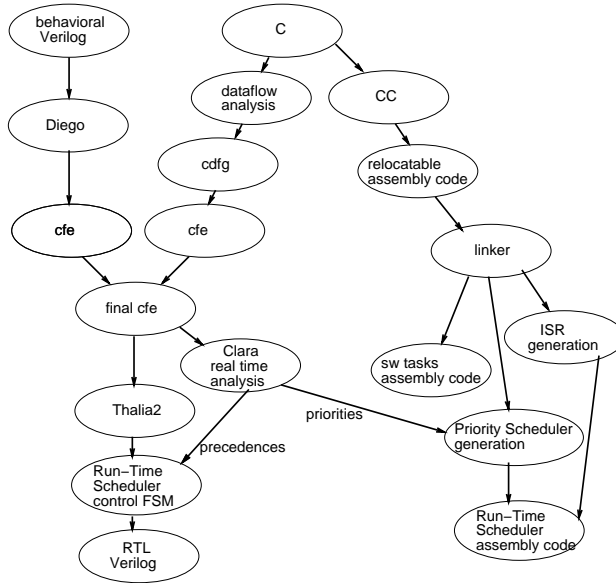 behavioral
Verilog
C
dataflow
analysis
CC
Diego
cdfg
relocatable
assembly code
cfe
cfe
linker
final cfe
ISR
generation
Clara
real time
analysis
sw tasks
assembly code
Thalia2
priorities
Priority Scheduler
generation
precedences
Run-Time
Scheduler
control FSM
Run-Time
Scheduler
assembly code
RTL
Verilog